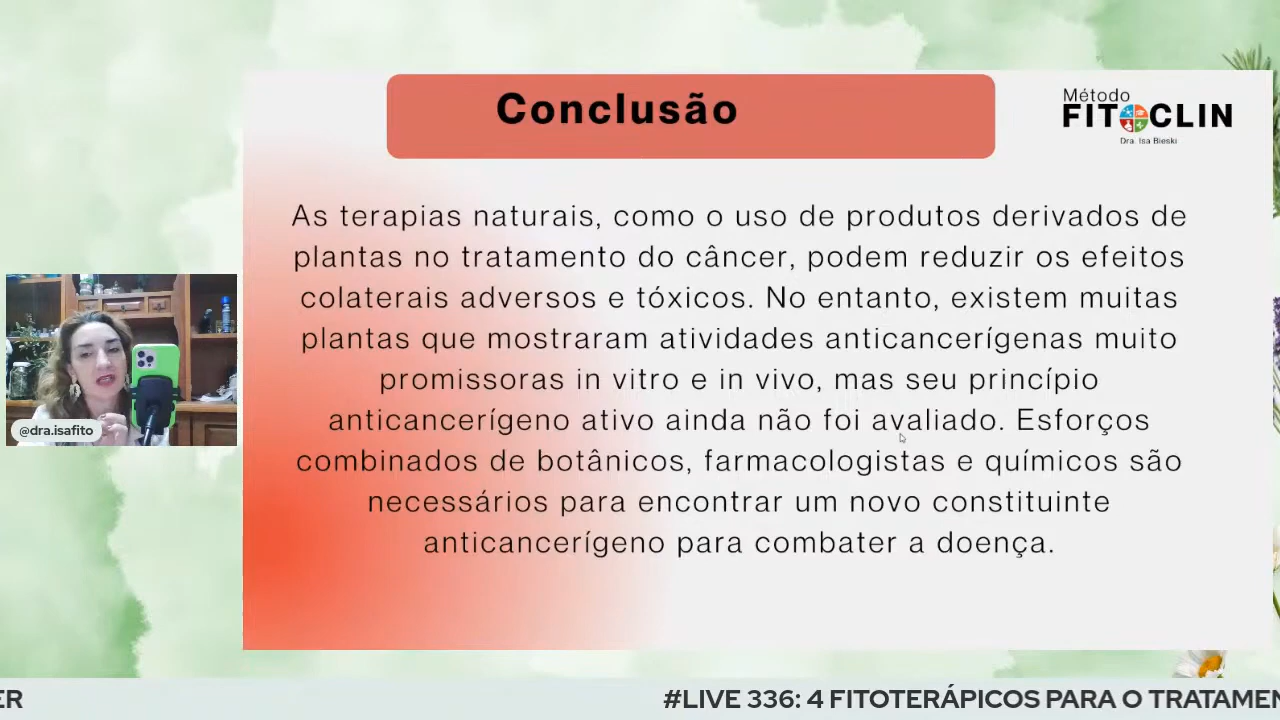 Conclusão
Método
FITOCLIN
Dra. Isa Bieski
As terapias naturais, como o uso de produtos derivados de
plantas no tratamento do câncer, podem reduzir os efeitos
colaterais adversos e tóxicos. No entanto, existem muitas
plantas que mostraram atividades anticancerígenas muito
promissoras in vitro e in vivo, mas seu princípio
anticancerígeno ativo ainda não foi avaliado. Esforços
combinados de botânicos, farmacologistas e químicos são
necessários para encontrar um novo constituinte
anticancerígeno para combater a doença.
@dra.isafito
ER #LIVE 336: 4 FITOTERÁPICOS PARA O TRATAMEN